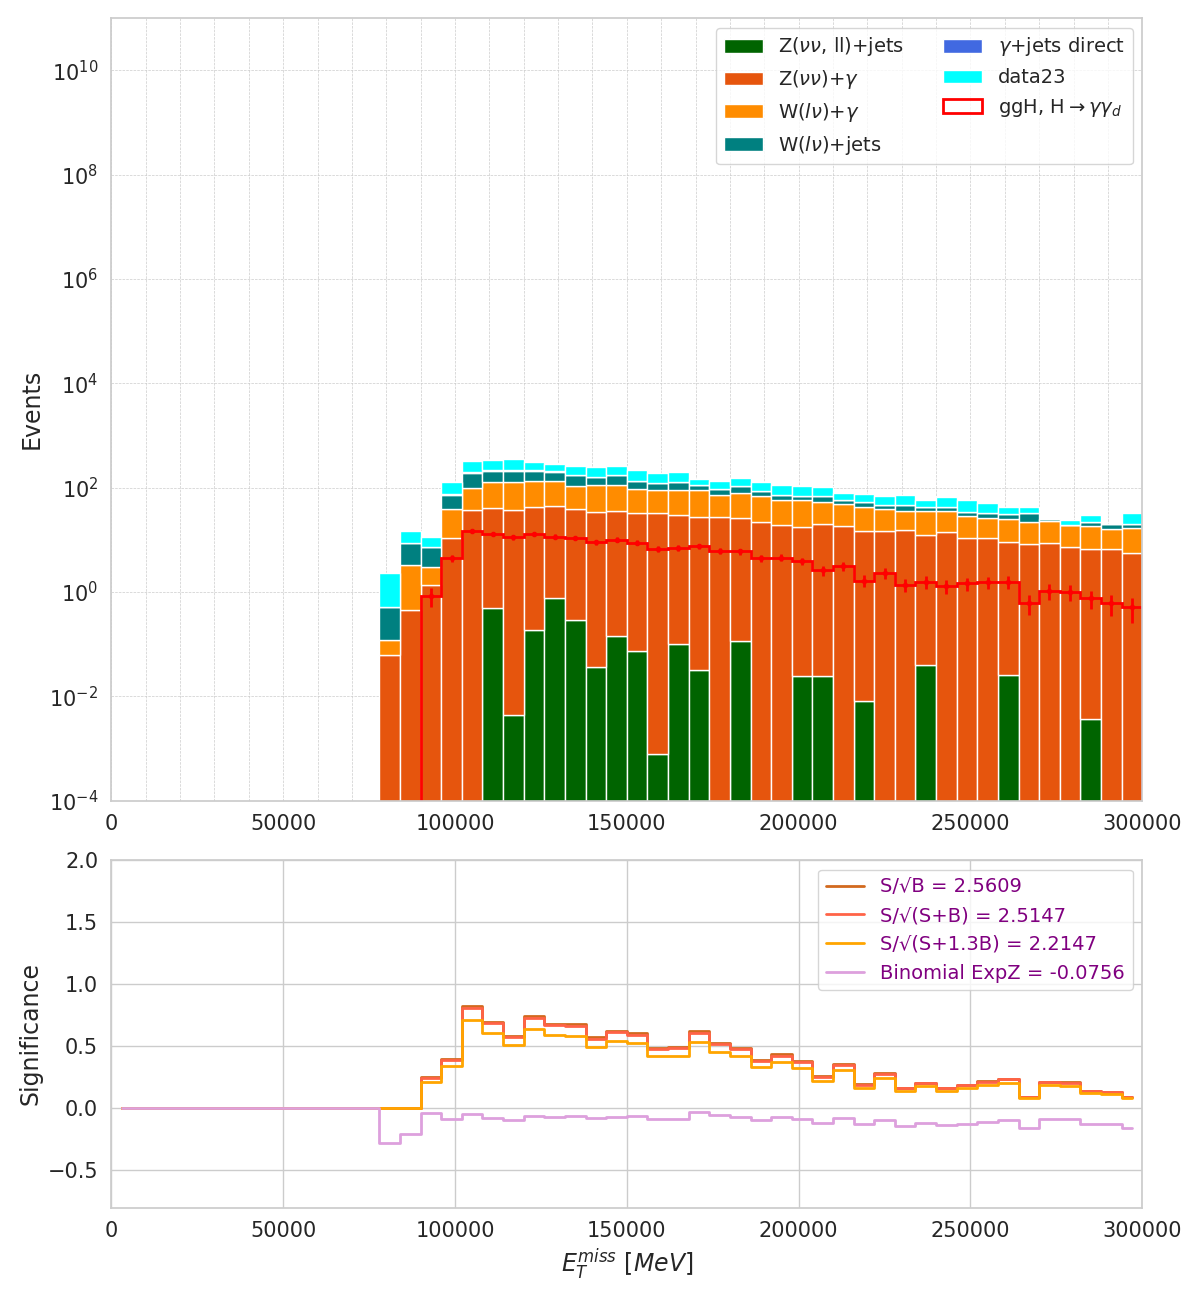 Z(νν, ll)+jets
Z(νν)+γ
W(lν)+γ
W(lν)+jets
γ+jets direct
data23
ggH, H→γγ_d
Events
10^10
10^8
10^6
10^4
10^2
10^0
10^−2
10^−4
0 50000 100000 150000 200000 250000 300000
S/√B = 2.5609
S/√(S+B) = 2.5147
S/√(S+1.3B) = 2.2147
Binomial ExpZ = -0.0756
Significance
2.0
1.5
1.0
0.5
0.0
−0.5
0 50000 100000 150000 200000 250000 300000
E_T^miss [MeV]